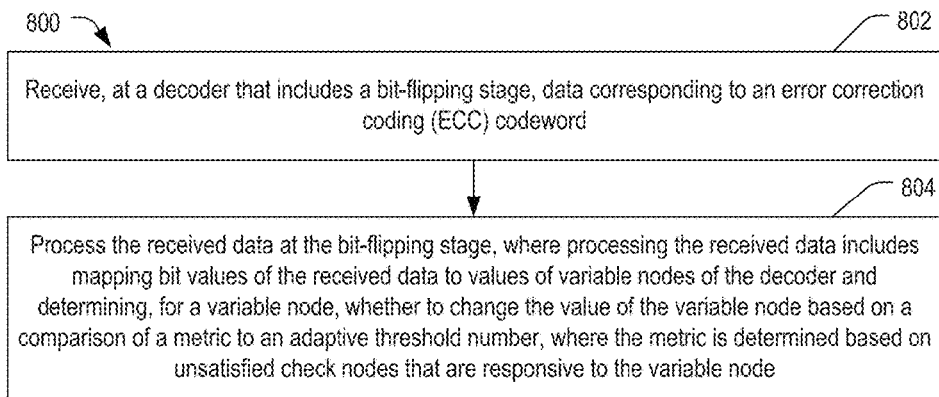 800
802
Receive, at a decoder that includes a bit-flipping stage, data corresponding to an error correction
coding (ECC) codeword
804
Process the received data at the bit-flipping stage, where processing the received data includes
mapping bit values of the received data to values of variable nodes of the decoder and
determining, for a variable node, whether to change the value of the variable node based on a
comparison of a metric to an adaptive threshold number, where the metric is determined based on
unsatisfied check nodes that are responsive to the variable node